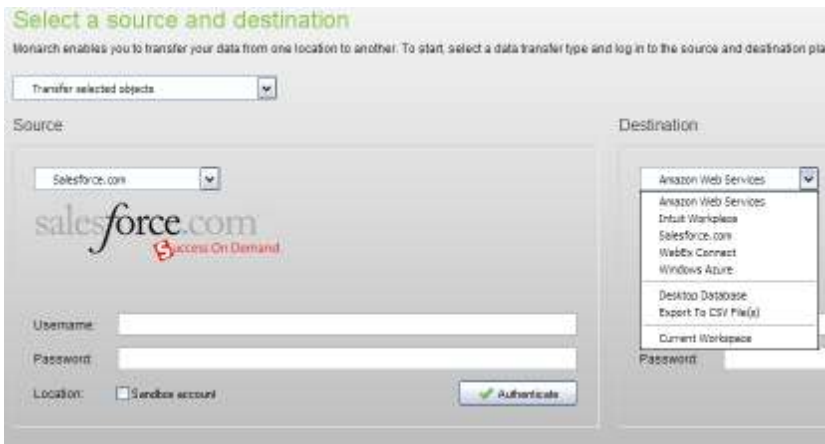 Select a source and destination
Monarch enables you to transfer your data from one location to another. To start, select a data transfer type and log in to the source and destination pla
Transfer selected objects
Source
Salesforce.com
salesforce.com
Success On Demand
Username:
Password:
Location:
Sandbox account
Authenticate
Destination
Amazon Web Services
Amazon Web Services
Intuit Workplace
Salesforce.com
WebEx Connect
Windows Azure
Desktop Database
Export To CSV File(s)
Current Workspace
Password: